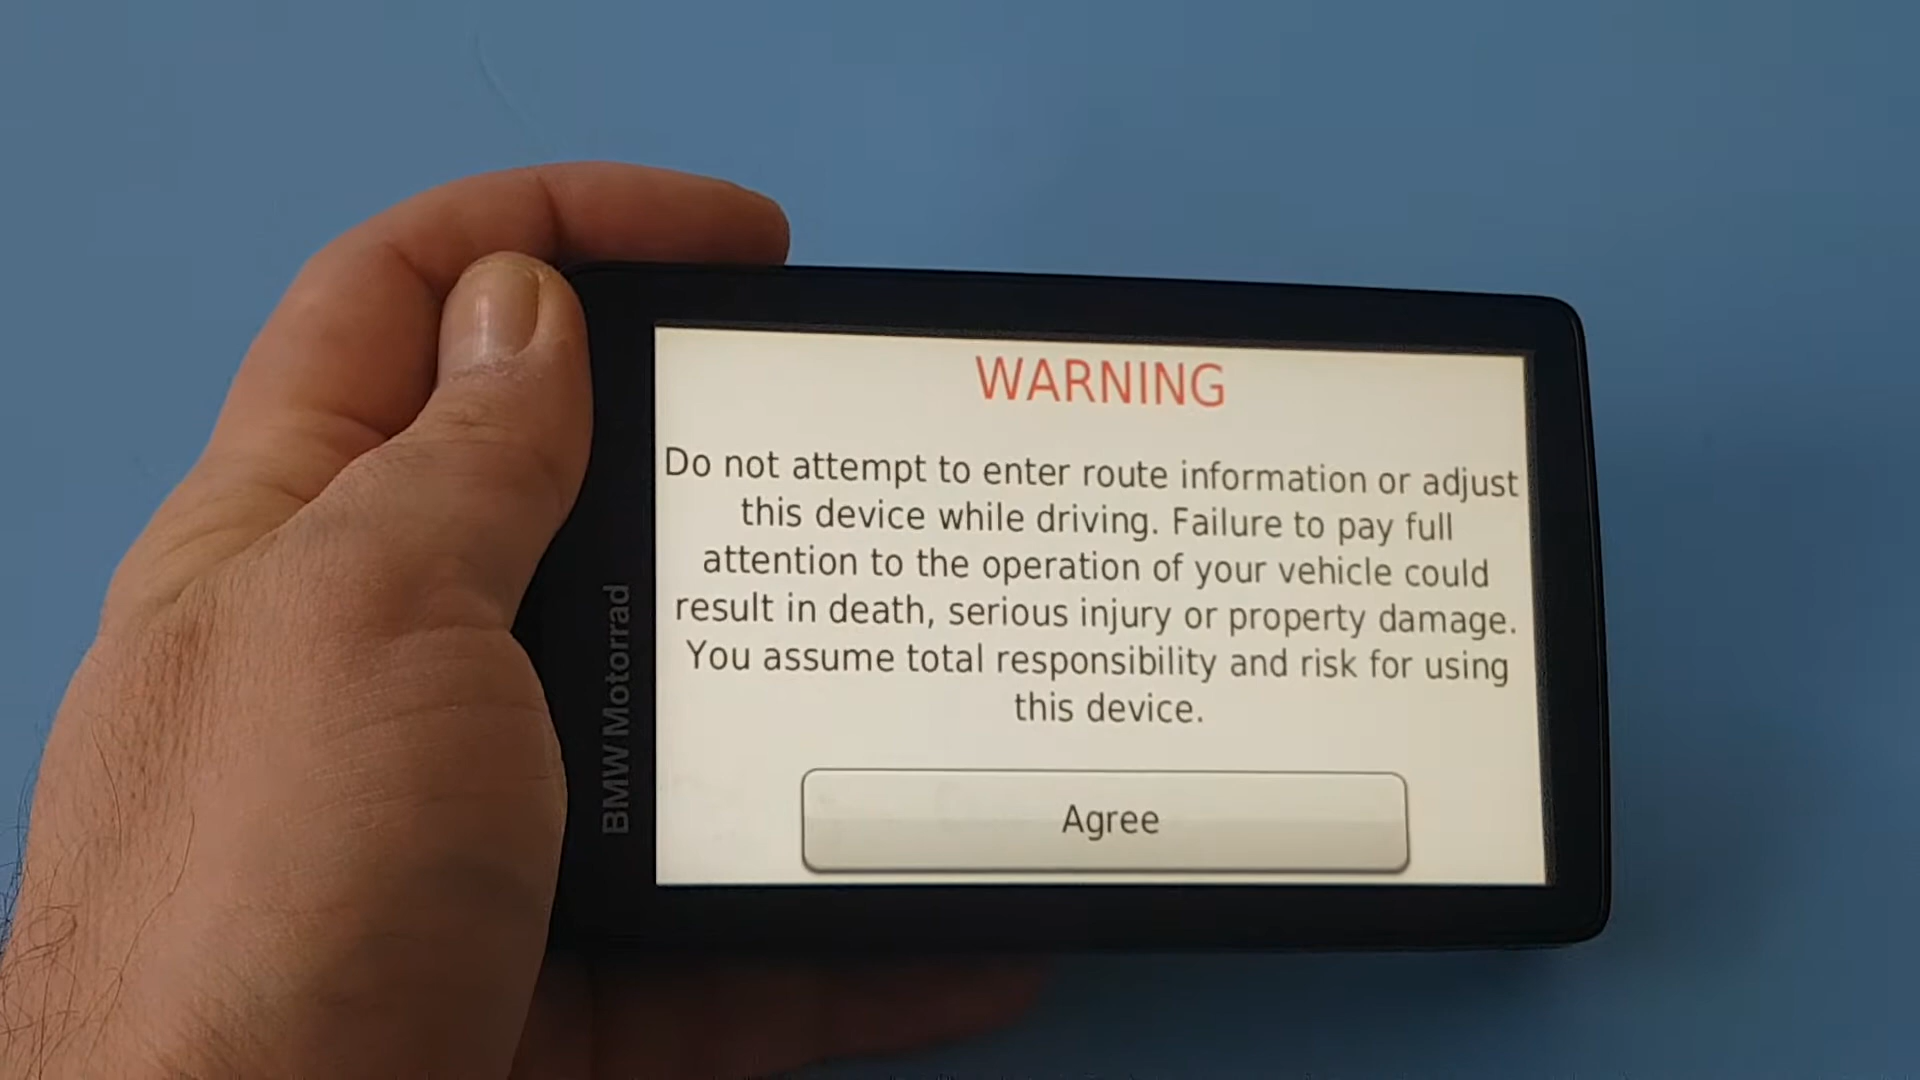 WARNING
Do not attempt to enter route information or adjust
this device while driving. Failure to pay full
attention to the operation of your vehicle could
result in death, serious injury or property damage.
You assume total responsibility and risk for using
this device.
Agree
BMW Motorrad